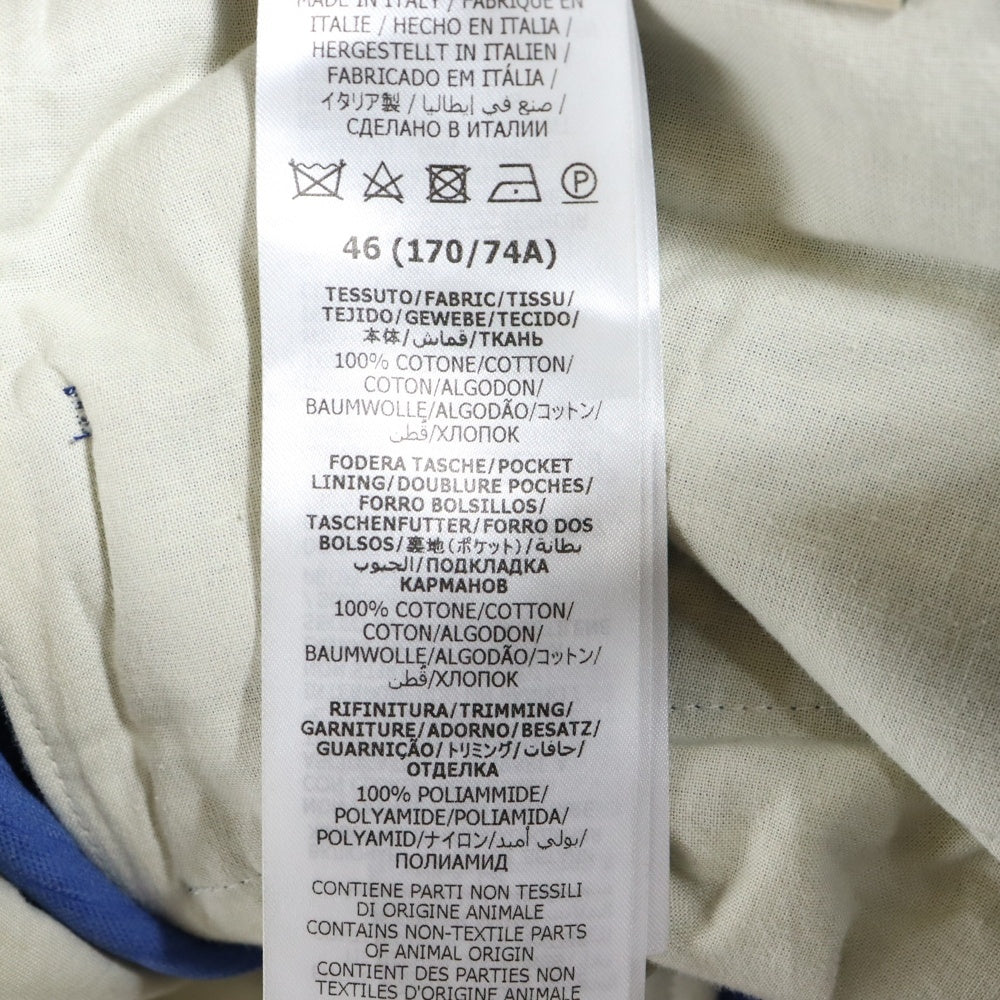 MADE IN ITALY / FABRIQUÉ EN
ITALIE / HECHO EN ITALIA /
HERGESTELLT IN ITALIEN /
FABRICADO EM ITÁLIA /
イタリア製 / صنع في إيطاليا /
СДЕЛАНО В ИТАЛИИ
P
46 (170/74A)
TESSUTO/FABRIC/TISSU/
TEJIDO/GEWEBE/TECIDO/
本体/قماش/ТКАНЬ
100% COTONE/COTTON/
COTON/ALGODON/
BAUMWOLLE/ALGODÃO/コットン/
قطن/ХЛОПОК
FODERA TASCHE/POCKET
LINING/DOUBLURE POCHES/
FORRO BOLSILLOS/
TASCHENFUTTER/FORRO DOS
BOLSOS/裏地(ポケット)/بطانة
الجيوب/ПОДКЛАДКА
КАРМАНОВ
100% COTONE/COTTON/
COTON/ALGODON/
BAUMWOLLE/ALGODÃO/コットン/
قطن/ХЛОПОК
RIFINITURA/TRIMMING/
GARNITURE/ADORNO/BESATZ/
GUARNIÇÃO/トリミング/حافات/
ОТДЕЛКА
100% POLIAMMIDE/
POLYAMIDE/POLIAMIDA/
POLYAMID/ナイロン/بولي أميد/
ПОЛИАМИД
CONTIENE PARTI NON TESSILI
DI ORIGINE ANIMALE
CONTAINS NON-TEXTILE PARTS
OF ANIMAL ORIGIN
CONTIENT DES PARTIES NON
TEXTILES D'ORIGINE ANIMALE